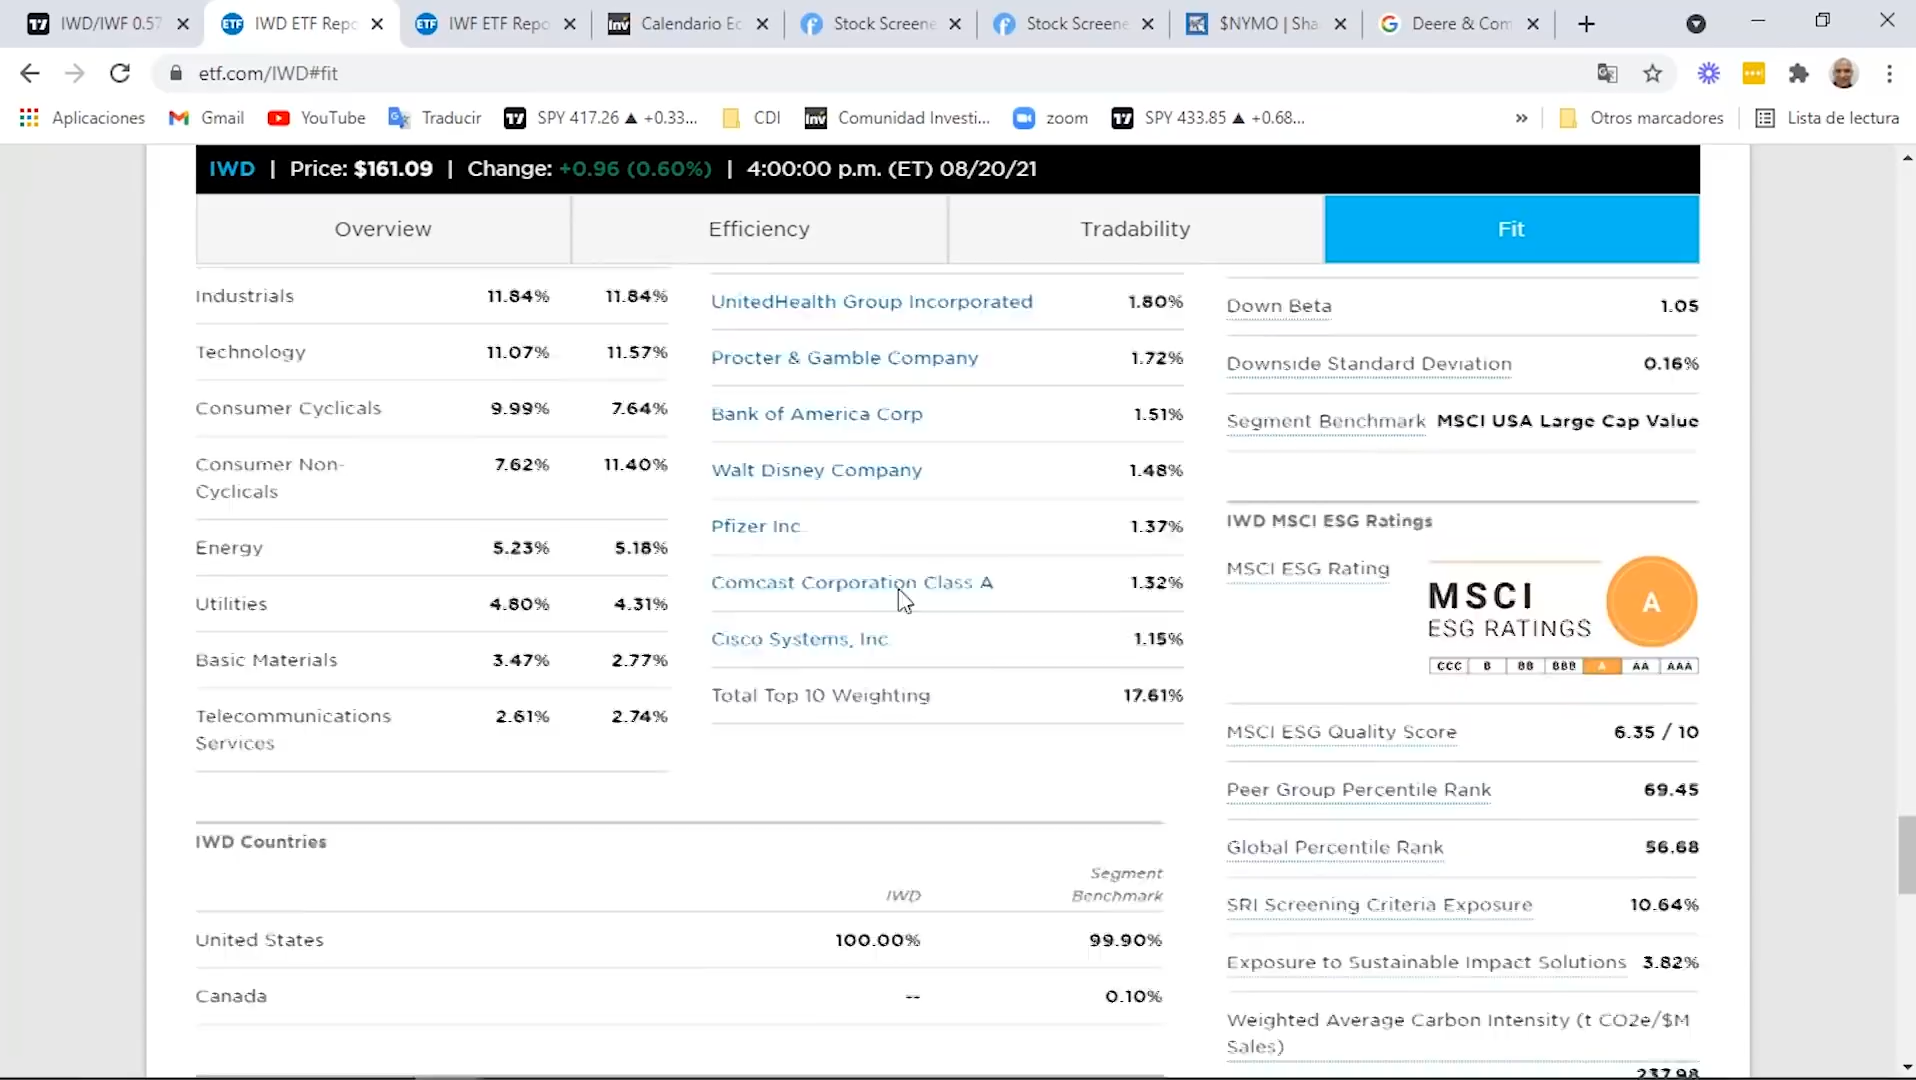 IWD/IWF 0.57
IWD ETF Repo
IWF ETF Repo
Calendario Ec
Stock Screene
Stock Screene
$NYMO | Sha
Deere & Com
etf.com/IWD#fit
Aplicaciones
Gmail
YouTube
Traducir
SPY 417.26 ▲ +0.33...
CDI
Comunidad Investi...
zoom
SPY 433.85 ▲ +0.68...
»
Otros marcadores
Lista de lectura
IWD | Price: $161.09 | Change: +0.96 (0.60%) | 4:00:00 p.m. (ET) 08/20/21
Overview
Efficiency
Tradability
Fit
Industrials 11.84% 11.84%
Technology 11.07% 11.57%
Consumer Cyclicals 9.99% 7.64%
Consumer Non- 7.62% 11.40%
Cyclicals
Energy 5.23% 5.18%
Utilities 4.80% 4.31%
Basic Materials 3.47% 2.77%
Telecommunications 2.61% 2.74%
Services
UnitedHealth Group Incorporated 1.80%
Procter & Gamble Company 1.72%
Bank of America Corp 1.51%
Walt Disney Company 1.48%
Pfizer Inc. 1.37%
Comcast Corporation Class A 1.32%
Cisco Systems, Inc. 1.15%
Total Top 10 Weighting 17.61%
Down Beta 1.05
Downside Standard Deviation 0.16%
Segment Benchmark MSCI USA Large Cap Value
IWD MSCI ESG Ratings
MSCI ESG Rating
MSCI
ESG RATINGS
A
CCC B BB BBB A AA AAA
MSCI ESG Quality Score 6.35 / 10
Peer Group Percentile Rank 69.45
Global Percentile Rank 56.68
SRI Screening Criteria Exposure 10.64%
Exposure to Sustainable Impact Solutions 3.82%
Weighted Average Carbon Intensity (t CO2e/$M
Sales)
237.98
IWD Countries
Segment
IWD Benchmark
United States 100.00% 99.90%
Canada -- 0.10%